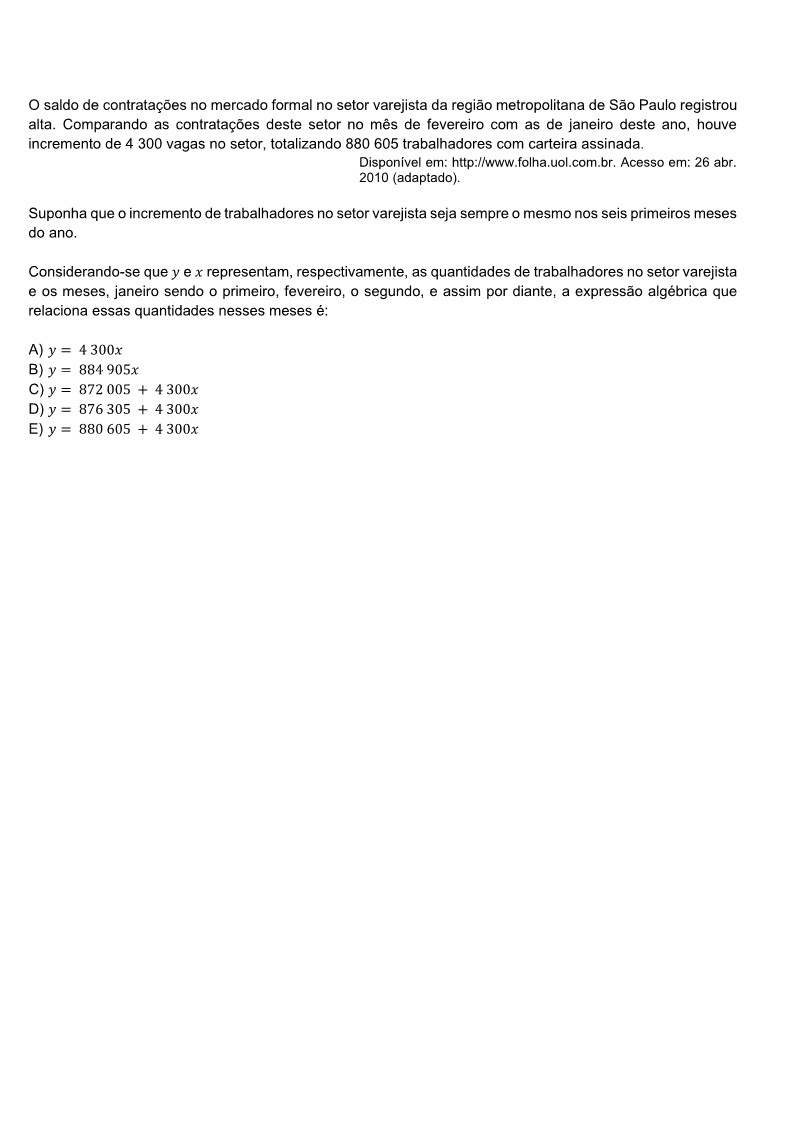 O saldo de contratações no mercado formal no setor varejista da região metropolitana de São Paulo registrou
alta. Comparando as contratações deste setor no mês de fevereiro com as de janeiro deste ano, houve
incremento de 4 300 vagas no setor, totalizando 880 605 trabalhadores com carteira assinada.
Disponível em: http://www.folha.uol.com.br. Acesso em: 26 abr.
2010 (adaptado).
Suponha que o incremento de trabalhadores no setor varejista seja sempre o mesmo nos seis primeiros meses
do ano.
Considerando-se que y e x representam, respectivamente, as quantidades de trabalhadores no setor varejista
e os meses, janeiro sendo o primeiro, fevereiro, o segundo, e assim por diante, a expressão algébrica que
relaciona essas quantidades nesses meses é:
A) y = 4 300x
B) y = 884 905x
C) y = 872 005 + 4 300x
D) y = 876 305 + 4 300x
E) y = 880 605 + 4 300x